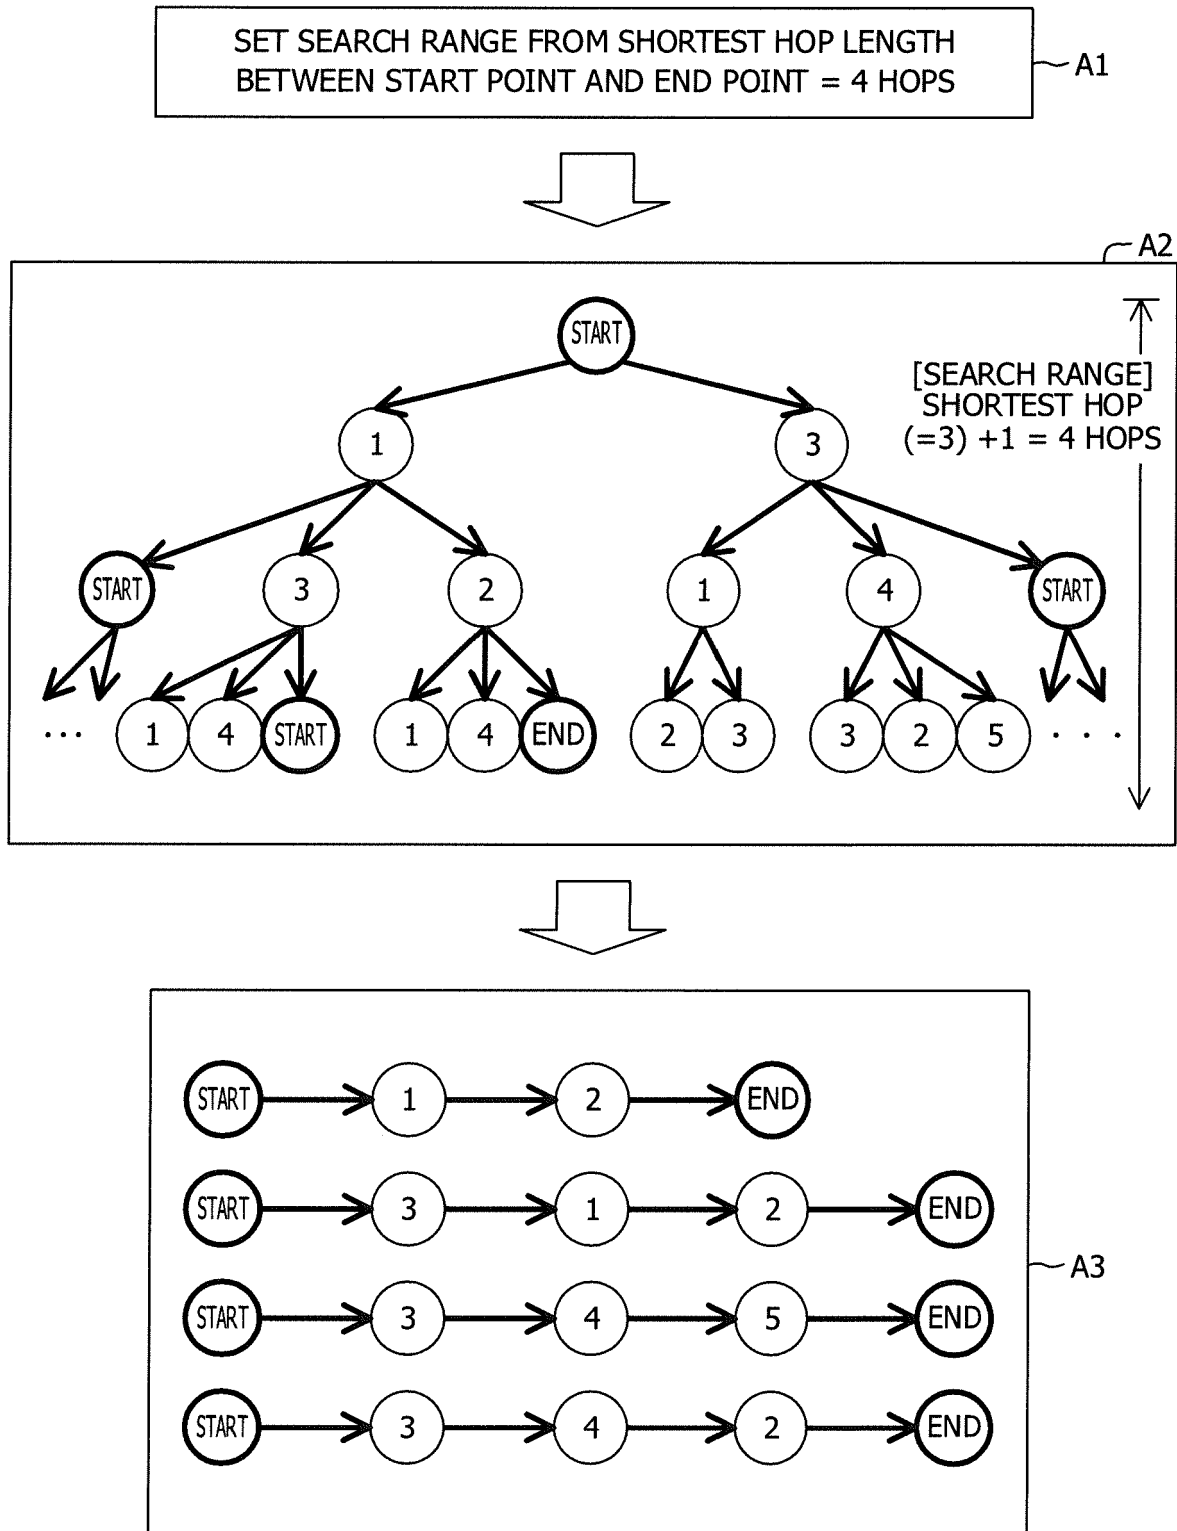 SET SEARCH RANGE FROM SHORTEST HOP LENGTH
BETWEEN START POINT AND END POINT = 4 HOPS
A1
A2
START
[SEARCH RANGE]
SHORTEST HOP
(=3) +1 = 4 HOPS
1 3
START 3 2 1 4 START
... 1 4 START 1 4 END 2 3 3 2 5 ...
START 1 2 END
START 3 1 2 END
A3
START 3 4 5 END
START 3 4 2 END